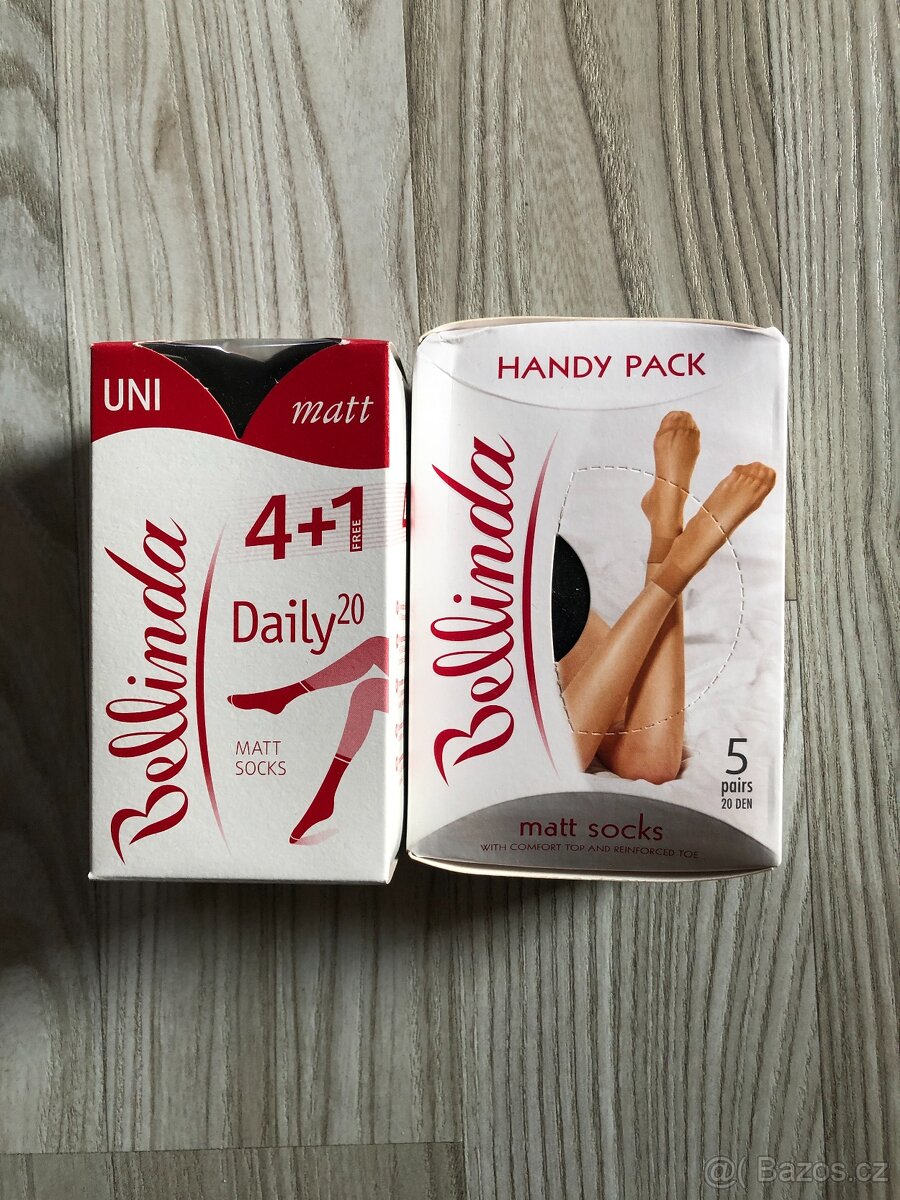 UNI
matt
4+1
FREE
Bellinda
Daily20
MATT
SOCKS
HANDY PACK
Bellinda
5
pairs
20 DEN
matt socks
WITH COMFORT TOP AND REINFORCED TOE
@( Bazos.cz